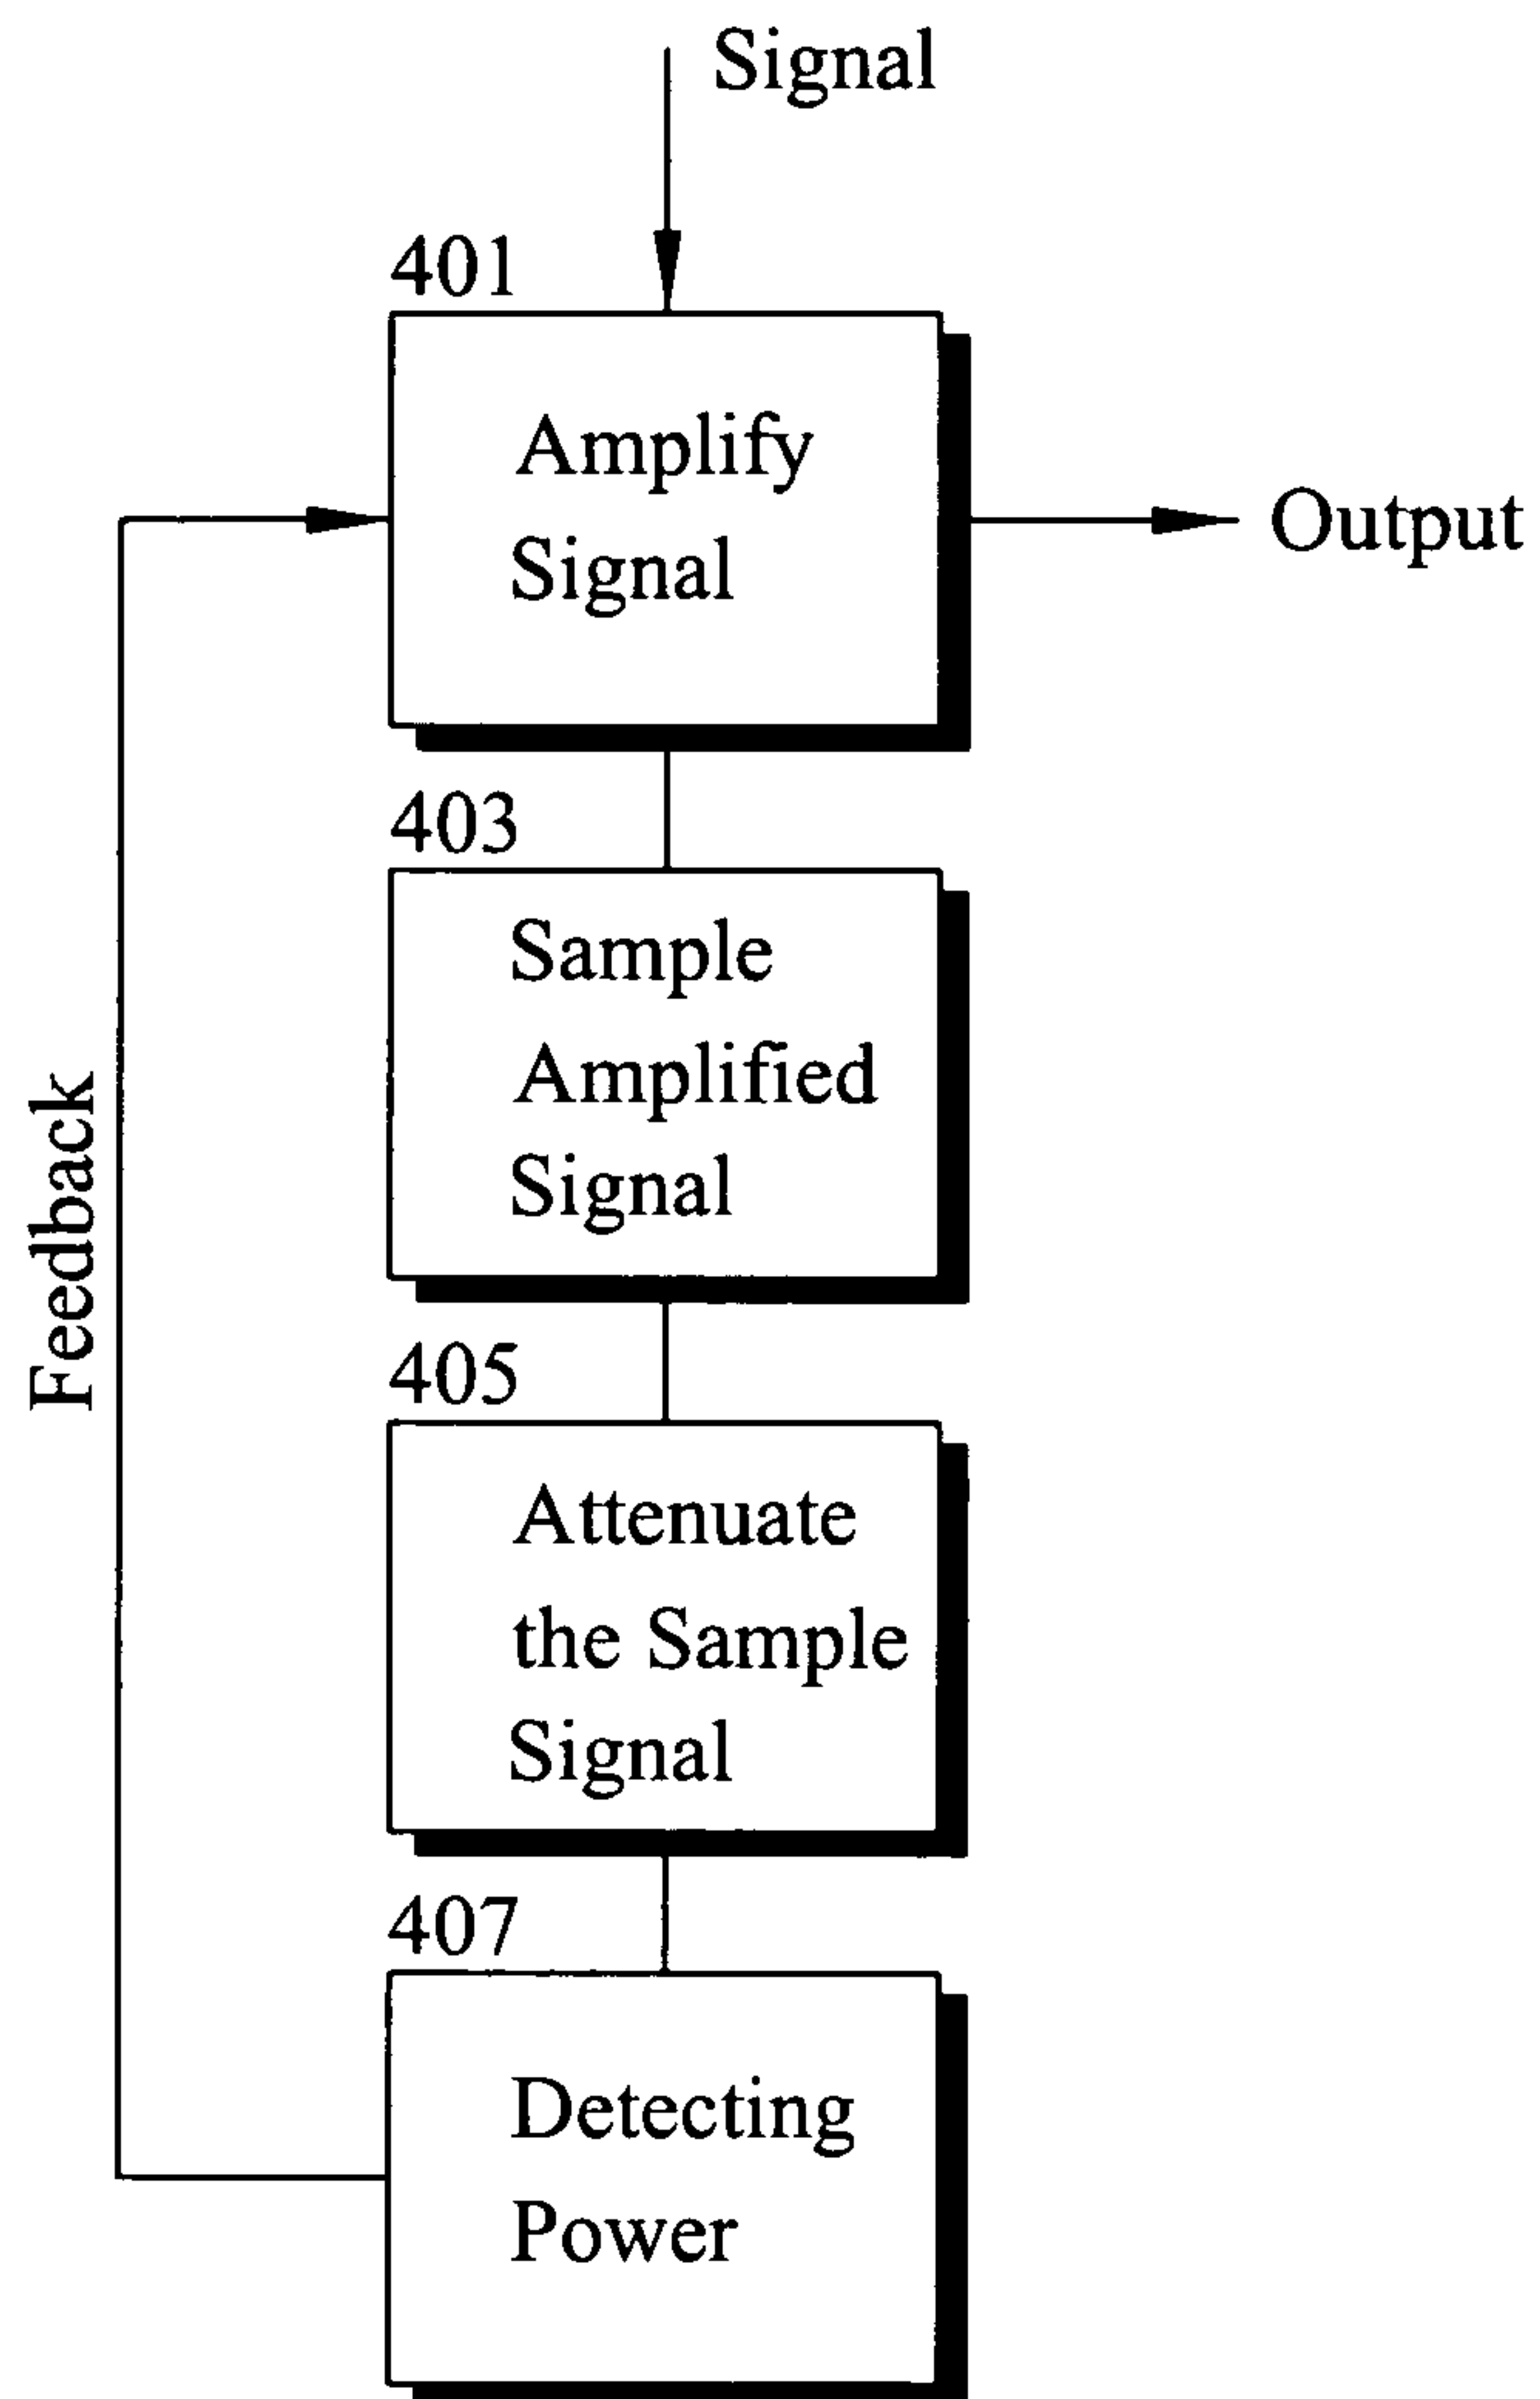 Signal
401
Amplify
Signal
Output
403
Sample
Amplified
Signal
Feedback
405
Attenuate
the Sample
Signal
407
Detecting
Power